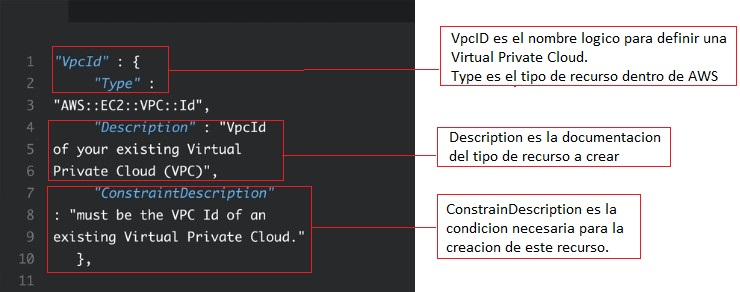 1 "VpcId" : {
2 "Type" :
3 "AWS::EC2::VPC::Id",
4 "Description" : "VpcId
5 of your existing Virtual
6 Private Cloud (VPC)",
7 "ConstraintDescription"
8 : "must be the VPC Id of an
9 existing Virtual Private Cloud."
10 },
11
VpcID es el nombre logico para definir una
Virtual Private Cloud.
Type es el tipo de recurso dentro de AWS
Description es la documentacion
del tipo de recurso a crear
ConstrainDescription es la
condicion necesaria para la
creacion de este recurso.